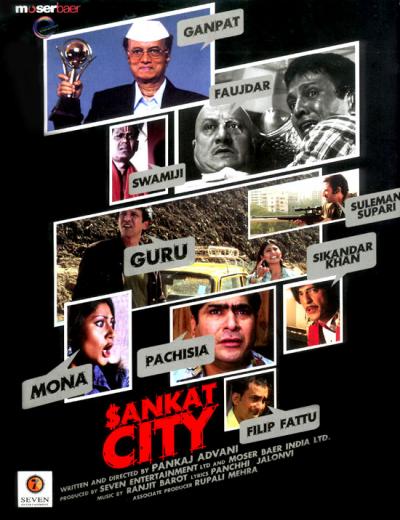 moserbaer
GANPAT
FAUJDAR
SWAMIJI
SULEMAN
SUPARI
GURU
SIKANDAR
KHAN
MONA
PACHISIA
FILIP FATTU
$ANKAT
CITY
WRITTEN AND DIRECTED BY PANKAJ ADVANI
PRODUCED BY SEVEN ENTERTAINMENT LTD AND MOSER BAER INDIA LTD.
MUSIC BY RANJIT BAROT LYRICS PANCHHI JALONVI
ASSOCIATE PRODUCER RUPALI MEHRA
7
SEVEN